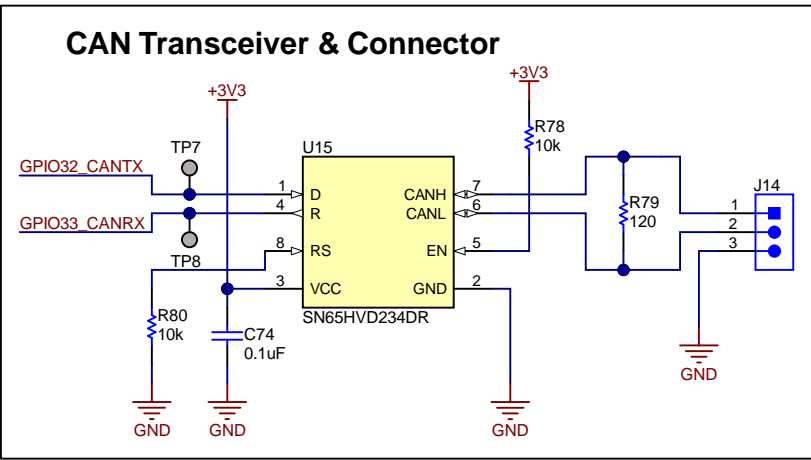 CAN Transceiver & Connector
+3V3
+3V3
R78
10k
TP7
U15
GPIO32_CANTX
1
D
CANH
7
J14
4
R
CANL
6
R79
120
1
2
3
GPIO33_CANRX
TP8
8
RS
EN
5
3
VCC
GND
2
SN65HVD234DR
R80
10k
C74
0.1uF
GND
GND
GND
GND